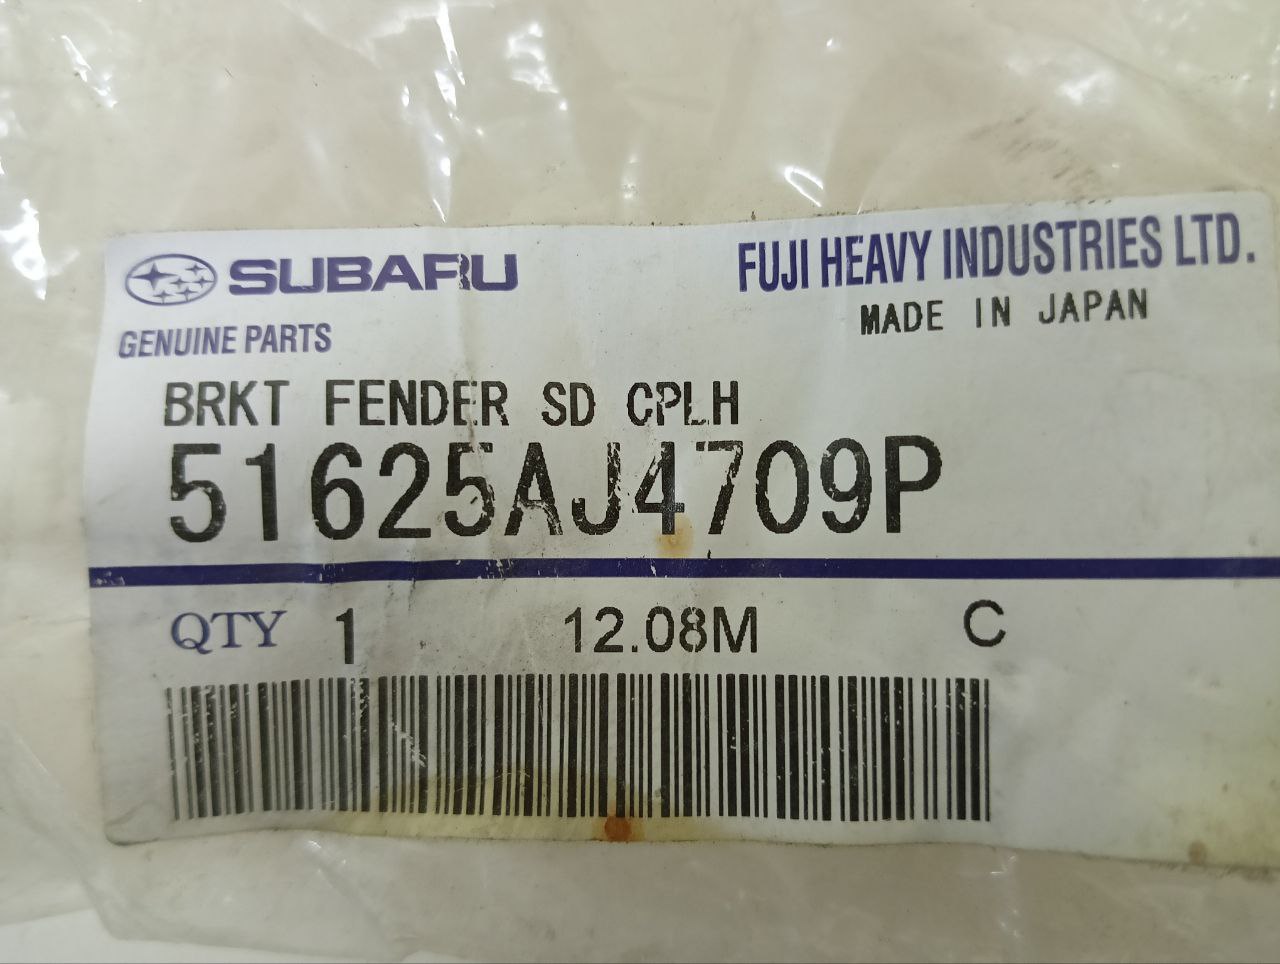 SUBARU
FUJI HEAVY INDUSTRIES LTD.
MADE IN JAPAN
GENUINE PARTS
BRKT FENDER SD CPLH
51625AJ4709P
QTY 1 12.08M C